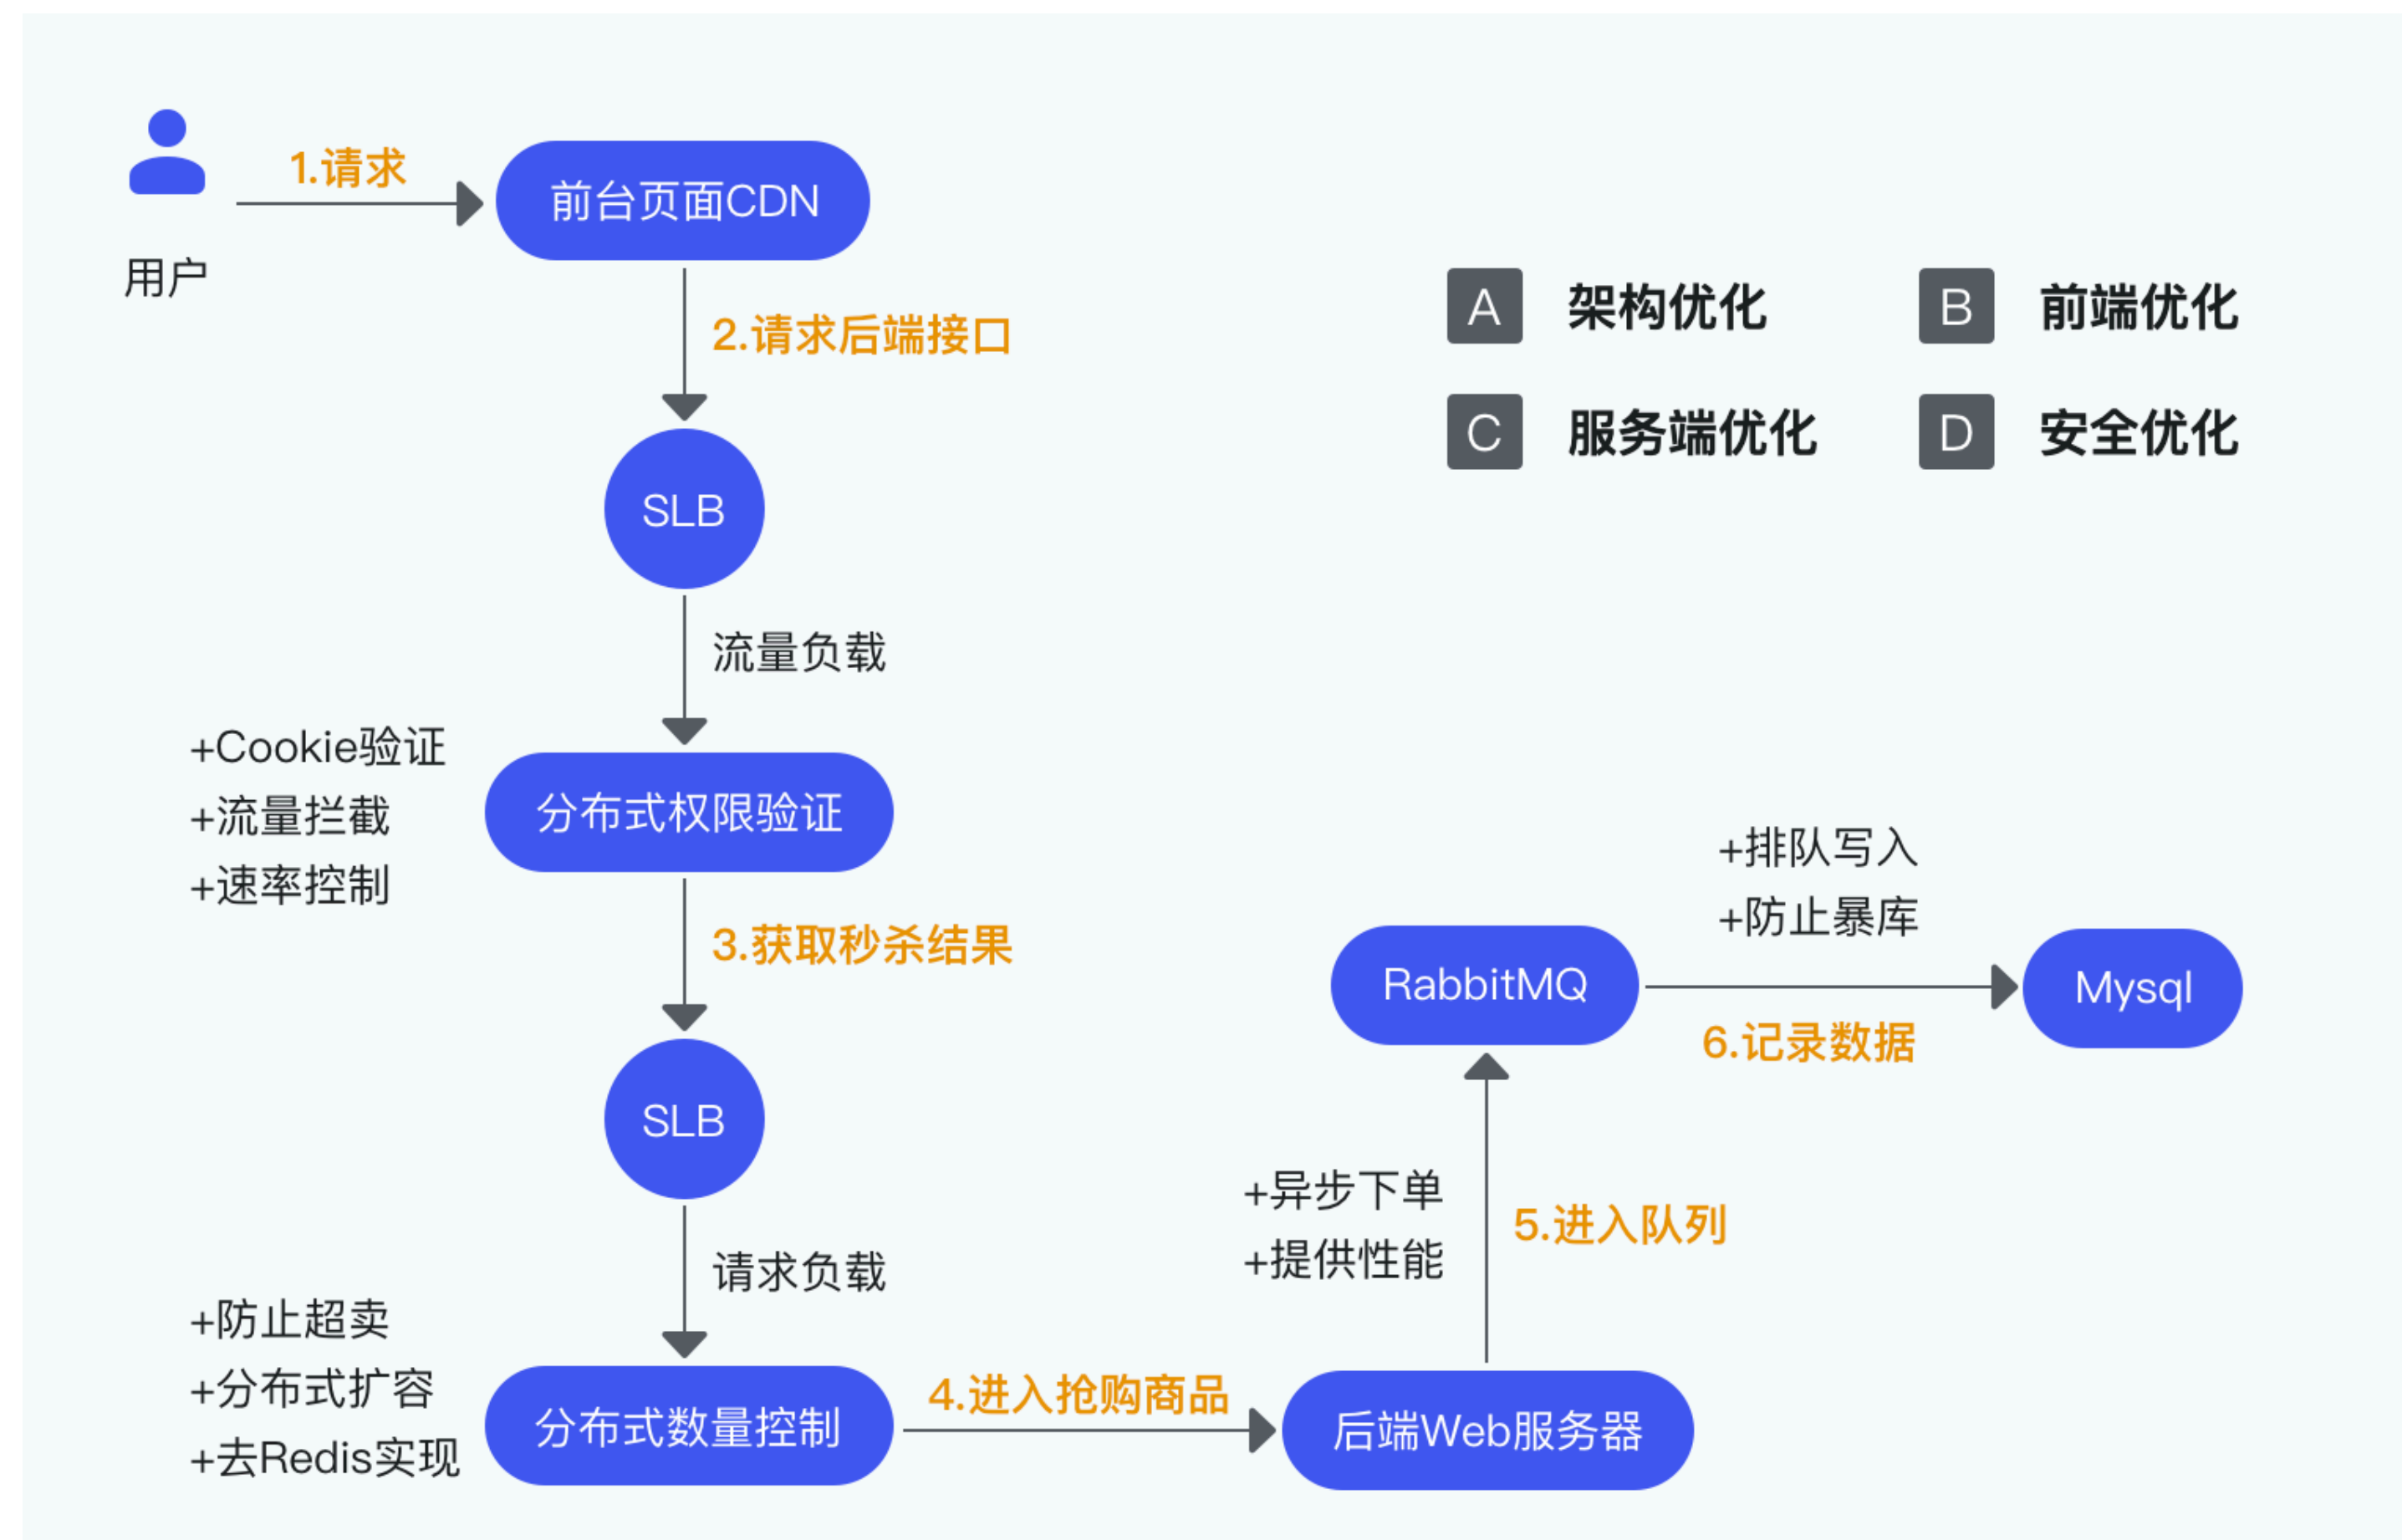 1.请求
前台页面CDN
用户
2.请求后端接口
A 架构优化
B 前端优化
C 服务端优化
D 安全优化
SLB
流量负载
+Cookie验证
+流量拦截
+速率控制
分布式权限验证
3.获取秒杀结果
SLB
请求负载
+防止超卖
+分布式扩容
+去Redis实现
分布式数量控制
4.进入抢购商品
后端Web服务器
+异步下单
+提供性能
5.进入队列
RabbitMQ
+排队写入
+防止暴库
6.记录数据
Mysql